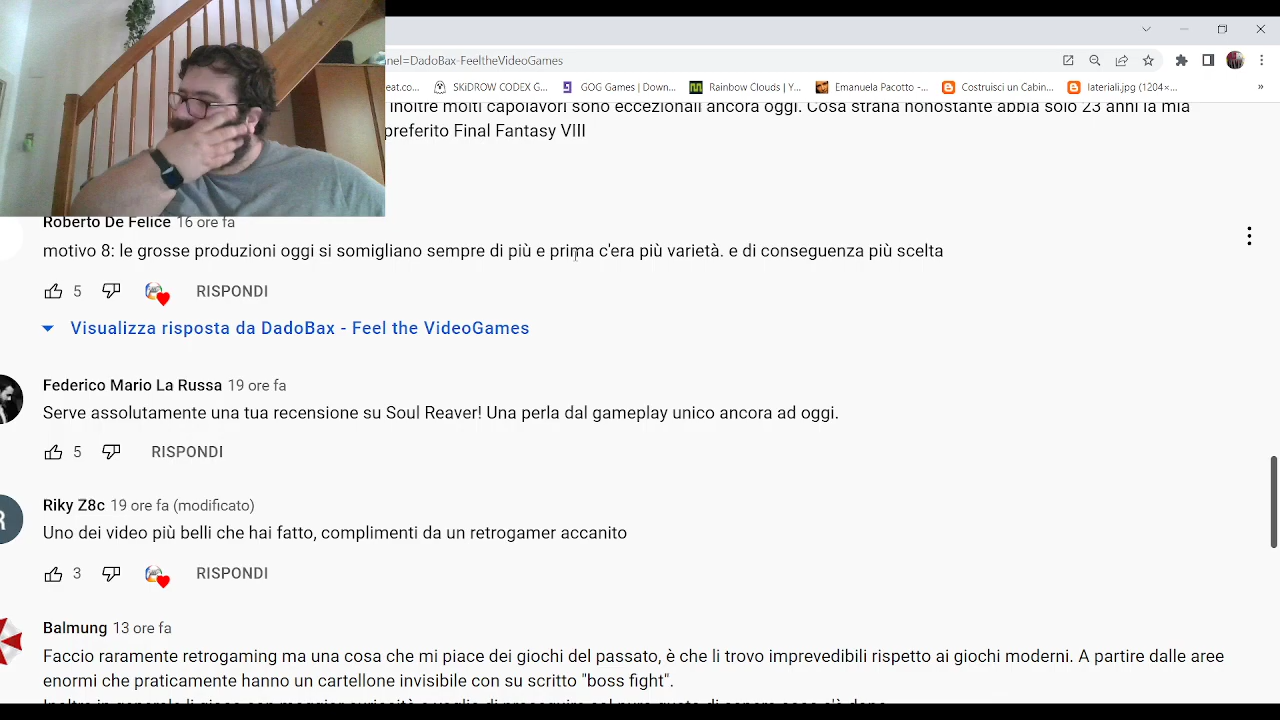 nel=DadoBax-FeeltheVideoGames
eat.co... SKiDROW CODEX G... GOG Games | Down... Rainbow Clouds | Y... Emanuela Pacotto -... Costruisci un Cabin... lateriali.jpg (1204×... »
inoltre molti capolavori sono eccezionali ancora oggi. Cosa strana nonostante abbia solo 23 anni la mia
preferito Final Fantasy VIII
Roberto De Felice 16 ore fa
motivo 8: le grosse produzioni oggi si somigliano sempre di più e prima c'era più varietà. e di conseguenza più scelta
5 RISPONDI
Visualizza risposta da DadoBax - Feel the VideoGames
Federico Mario La Russa 19 ore fa
Serve assolutamente una tua recensione su Soul Reaver! Una perla dal gameplay unico ancora ad oggi.
5 RISPONDI
Riky Z8c 19 ore fa (modificato)
Uno dei video più belli che hai fatto, complimenti da un retrogamer accanito
3 RISPONDI
Balmung 13 ore fa
Faccio raramente retrogaming ma una cosa che mi piace dei giochi del passato, è che li trovo imprevedibili rispetto ai giochi moderni. A partire dalle aree
enormi che praticamente hanno un cartellone invisibile con su scritto "boss fight".